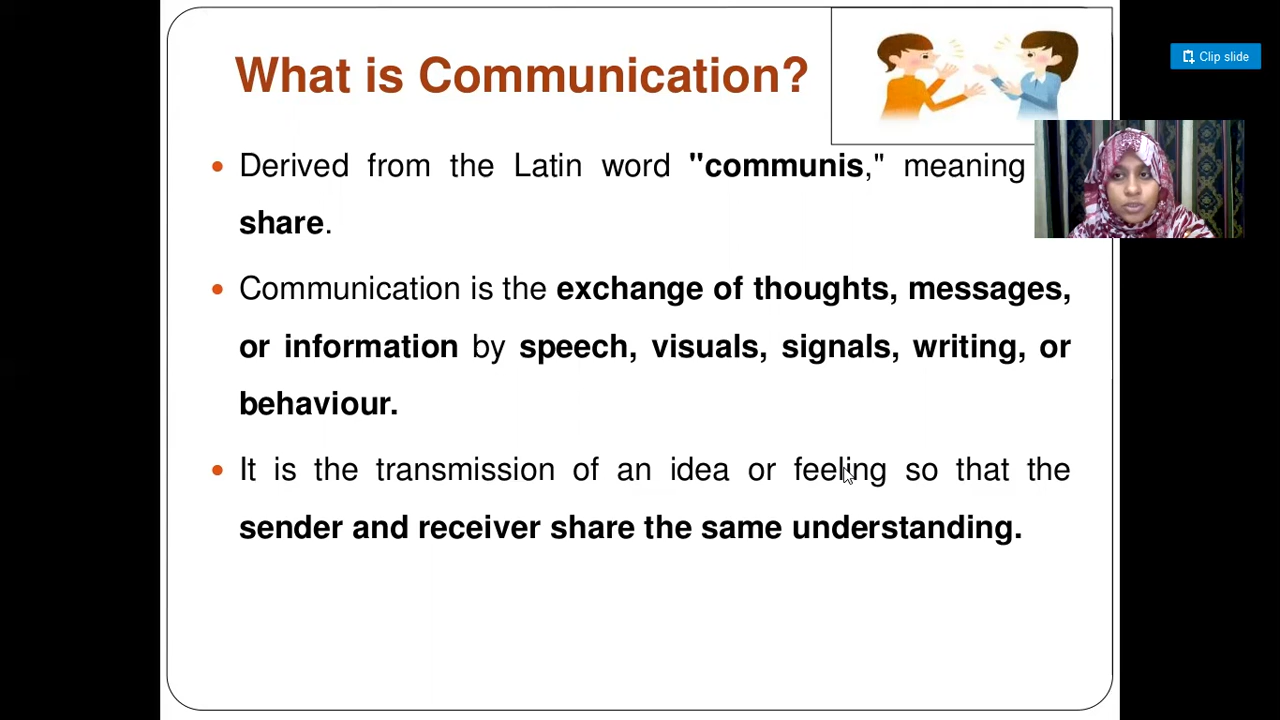 Clip slide
What is Communication?
• Derived from the Latin word "communis," meaning
share.
• Communication is the exchange of thoughts, messages,
or information by speech, visuals, signals, writing, or
behaviour.
• It is the transmission of an idea or feeling so that the
sender and receiver share the same understanding.